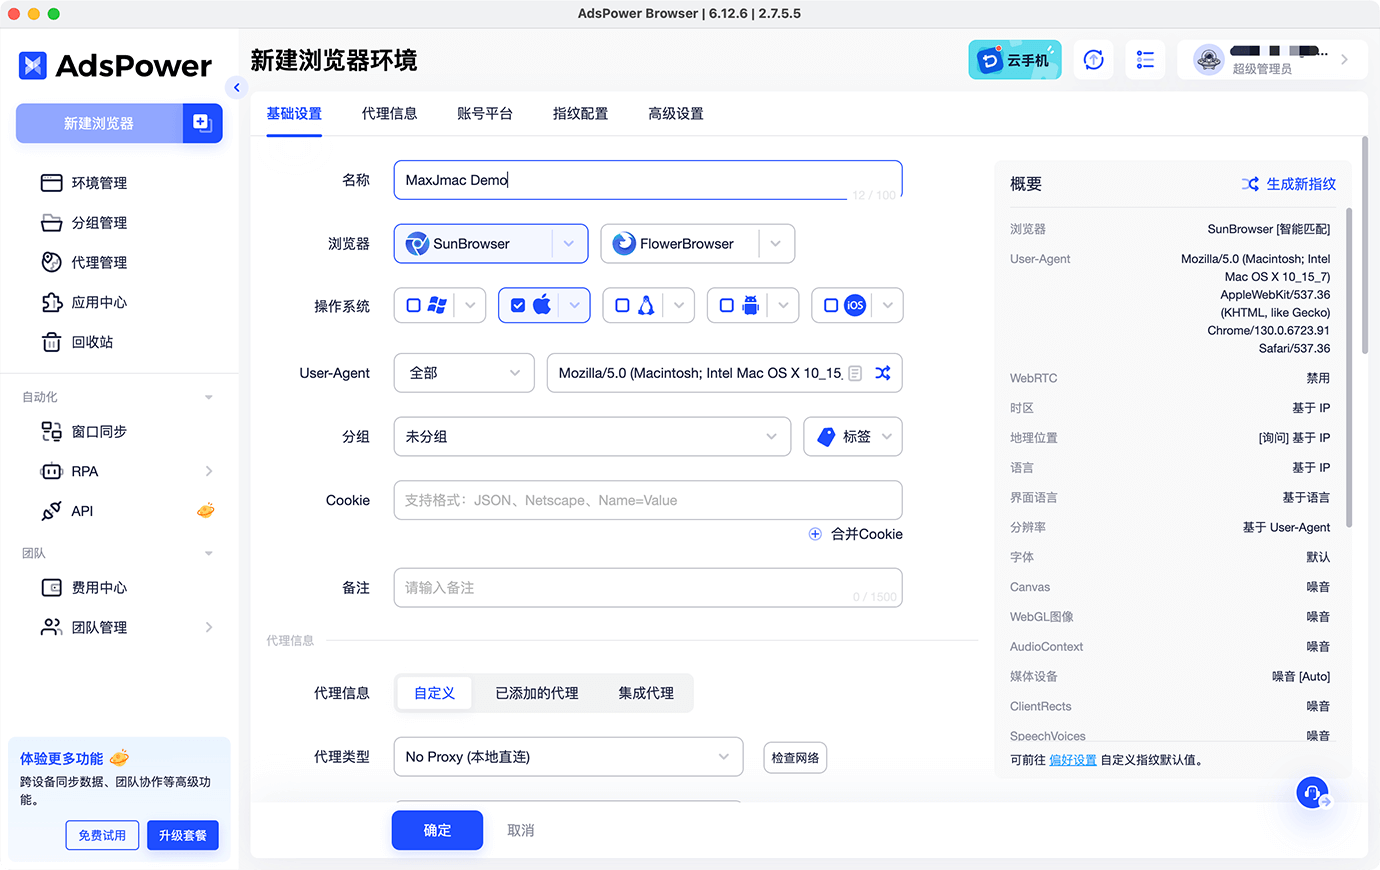 AdsPower Browser | 6.12.6 | 2.7.5.5
AdsPower
新建浏览器
环境管理
分组管理
代理管理
应用中心
回收站
自动化
窗口同步
RPA
API
团队
费用中心
团队管理
体验更多功能
跨设备同步数据、团队协作等高级功
能。
免费试用
升级套餐
新建浏览器环境
云手机
超级管理员
基础设置
代理信息
账号平台
指纹配置
高级设置
名称
MaxJmac Demo
12 / 100
浏览器
SunBrowser
FlowerBrowser
操作系统
iOS
User-Agent
全部
Mozilla/5.0 (Macintosh; Intel Mac OS X 10_15_
分组
未分组
标签
Cookie
支持格式：JSON、Netscape、Name=Value
合并Cookie
备注
请输入备注
0 / 1500
代理信息
代理信息
自定义
已添加的代理
集成代理
代理类型
No Proxy (本地直连)
检查网络
确定
取消
概要
生成新指纹
浏览器
SunBrowser [智能匹配]
User-Agent
Mozilla/5.0 (Macintosh; Intel
Mac OS X 10_15_7)
AppleWebKit/537.36
(KHTML, like Gecko)
Chrome/130.0.6723.91
Safari/537.36
WebRTC
禁用
时区
基于 IP
地理位置
[询问] 基于 IP
语言
基于 IP
界面语言
基于语言
分辨率
基于 User-Agent
字体
默认
Canvas
噪音
WebGL图像
噪音
AudioContext
噪音
媒体设备
噪音 [Auto]
ClientRects
噪音
SpeechVoices
噪音
可前往 偏好设置 自定义指纹默认值。